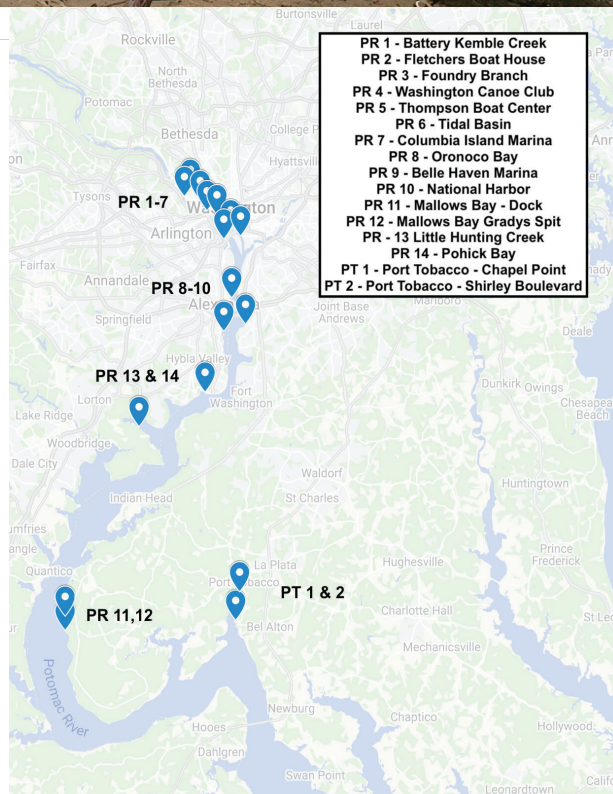 Burtonsville
Laurel
Rockville
North
Bethesda
Potomac
Bethesda
College P
Hyattsvill
Tysons
PR 1-7
Washington
Arlington
Fairfax
Annandale
PR 8-10
Alexandria
Springfield
Joint Base
Andrews
Marlboro
Deale
PR 1 - Battery Kemble Creek
PR 2 - Fletchers Boat House
PR 3 - Foundry Branch
PR 4 - Washington Canoe Club
PR 5 - Thompson Boat Center
PR 6 - Tidal Basin
PR 7 - Columbia Island Marina
PR 8 - Oronoco Bay
PR 9 - Belle Haven Marina
PR 10 - National Harbor
PR 11 - Mallows Bay - Dock
PR 12 - Mallows Bay Gradys Spit
PR - 13 Little Hunting Creek
PR 14 - Pohick Bay
PT 1 - Port Tobacco - Chapel Point
PT 2 - Port Tobacco - Shirley Boulevard
Hybla Valley
PR 13 & 14
Lorton
Fort
Washington
Dunkirk
Owings
Chesapea
Beach
Lake Ridge
Woodbridge
Dale City
Waldorf
Indian Head
St Charles
Huntingtown
umfries
angle
Quantico
La Plata
Port Tobacco
Hughesville
Prince
Frederick
PT 1 & 2
PR 11,12
Bel Alton
Charlotte Hall
St Le
Mechanicsville
Potomac River
Newburg
Hooes
Chaptico
Hollywood
Dahlgren
Swan Point
Califo
Leonardtown